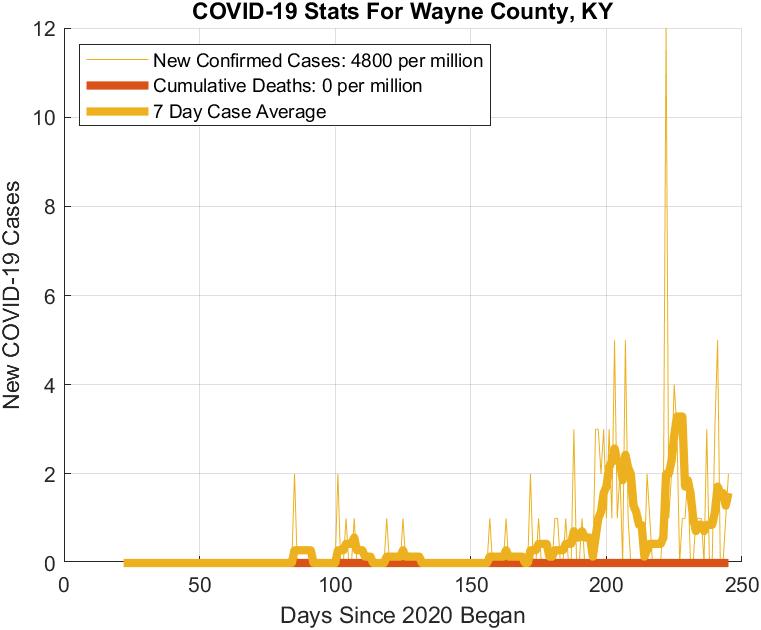 COVID-19 Stats For Wayne County, KY
New Confirmed Cases: 4800 per million
Cumulative Deaths: 0 per million
7 Day Case Average
New COVID-19 Cases
12
10
8
6
4
2
0
0 50 100 150 200 250
Days Since 2020 Began